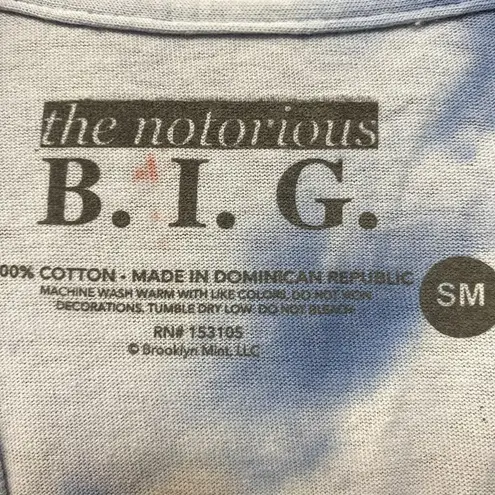 the notorious
B. I. G.
00% COTTON • MADE IN DOMINICAN REPUBLIC
MACHINE WASH WARM WITH LIKE COLORS, DO NOT IRON
DECORATIONS, TUMBLE DRY LOW, DO NOT BLEACH
RN# 153105
© Brooklyn Mint, LLC
SM